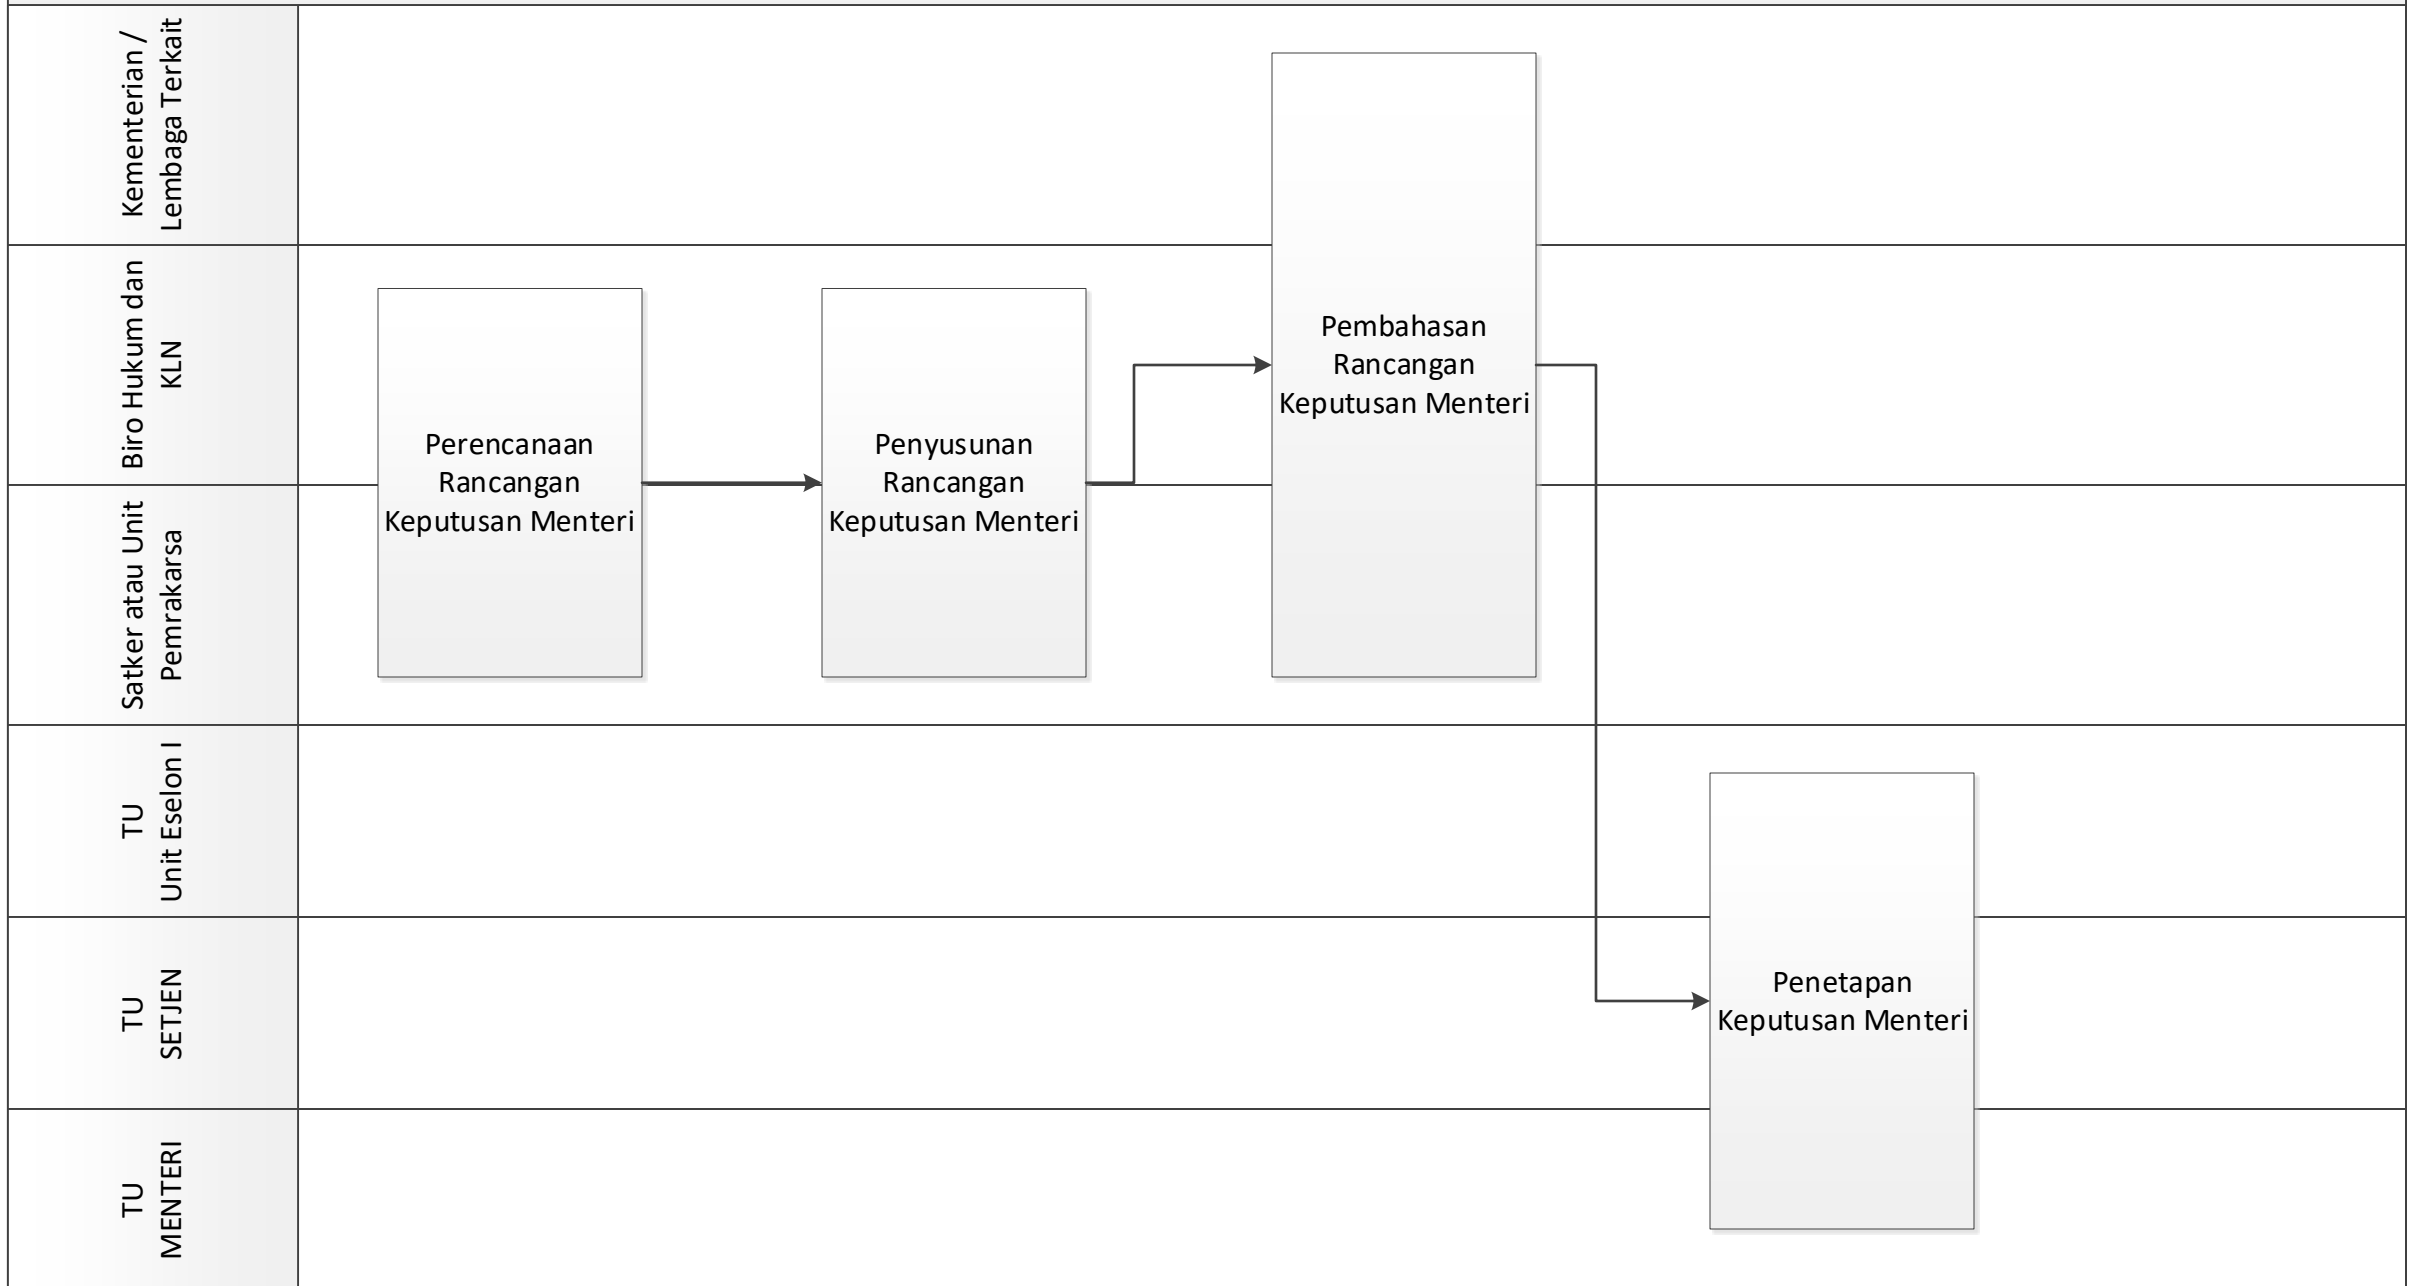 Kementerian /
Lembaga Terkait
Biro Hukum dan
KLN
Satker atau Unit
Pemrakarsa
TU
Unit Eselon I
TU
SETJEN
TU
MENTERI
Perencanaan
Rancangan
Keputusan Menteri
Penyusunan
Rancangan
Keputusan Menteri
Pembahasan
Rancangan
Keputusan Menteri
Penetapan
Keputusan Menteri